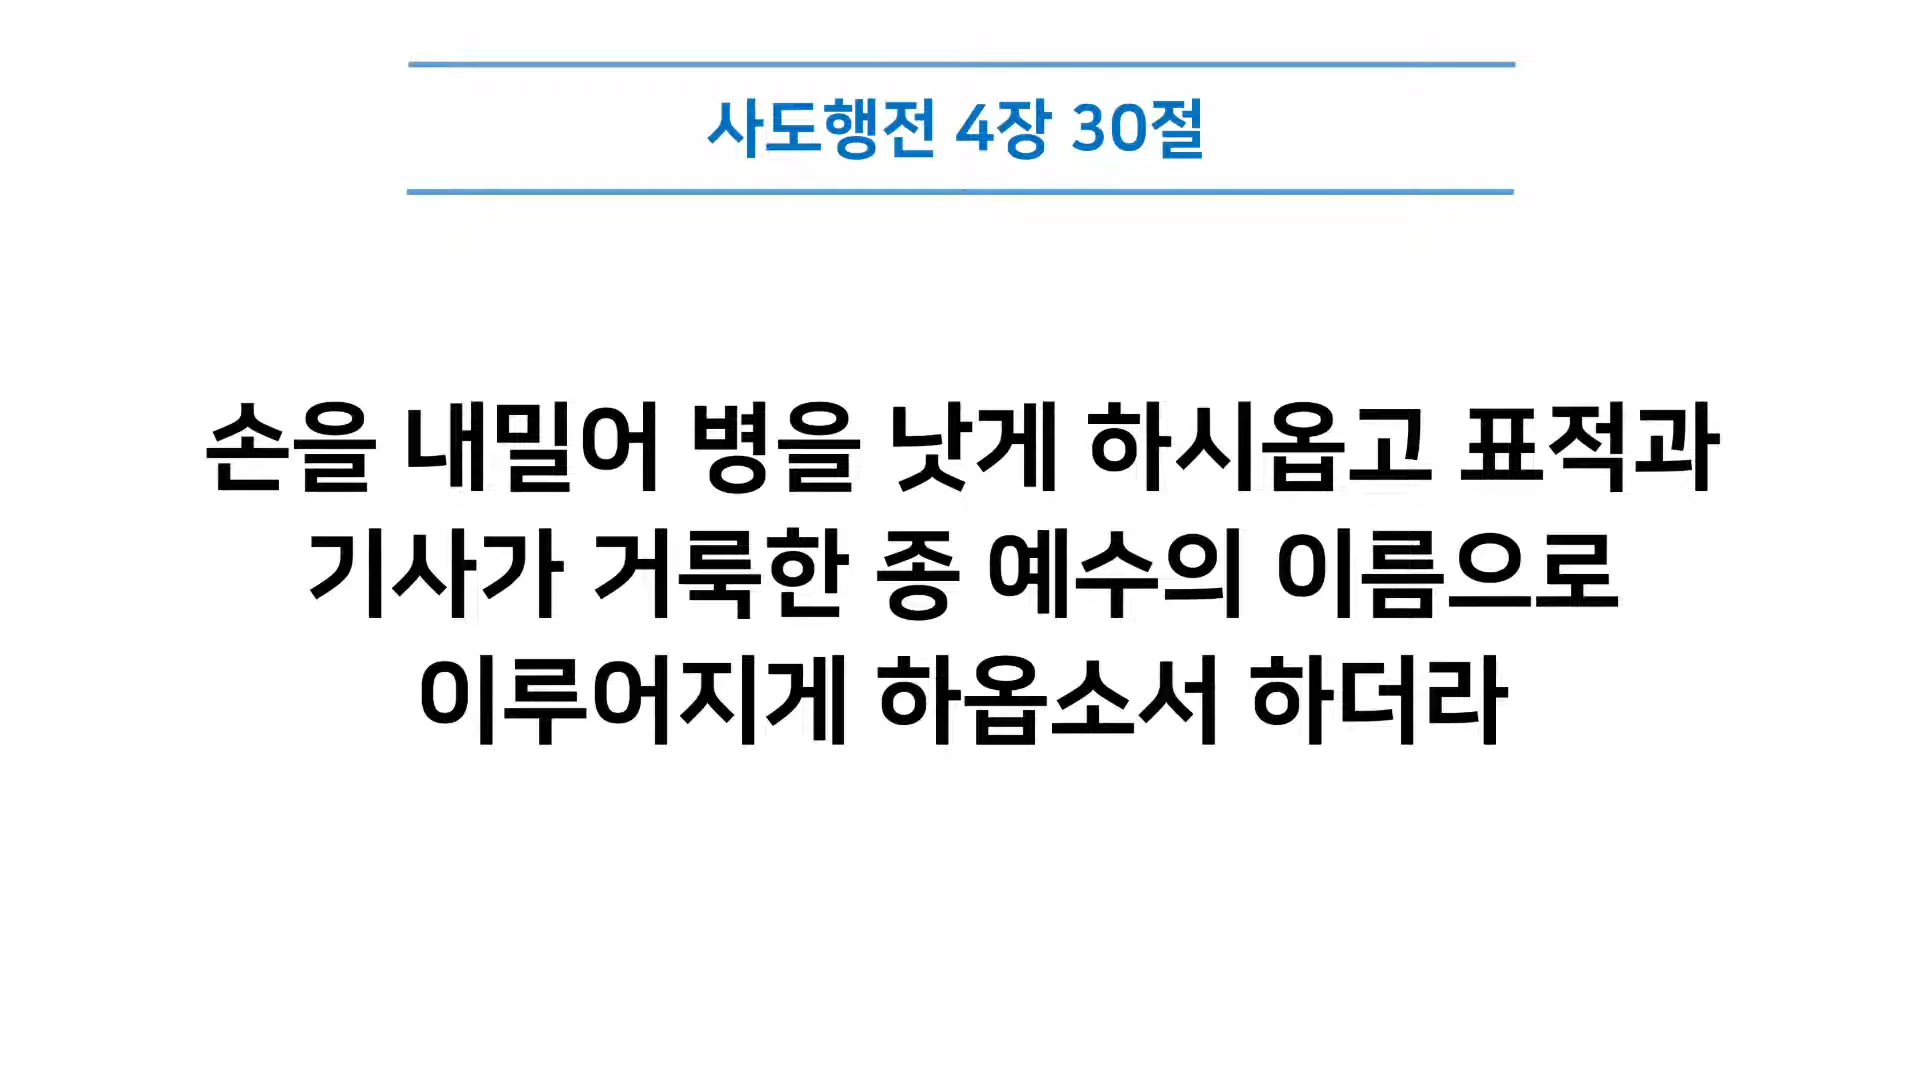 사도행전 4장 30절
손을 내밀어 병을 낫게 하시옵고 표적과
기사가 거룩한 종 예수의 이름으로
이루어지게 하옵소서 하더라